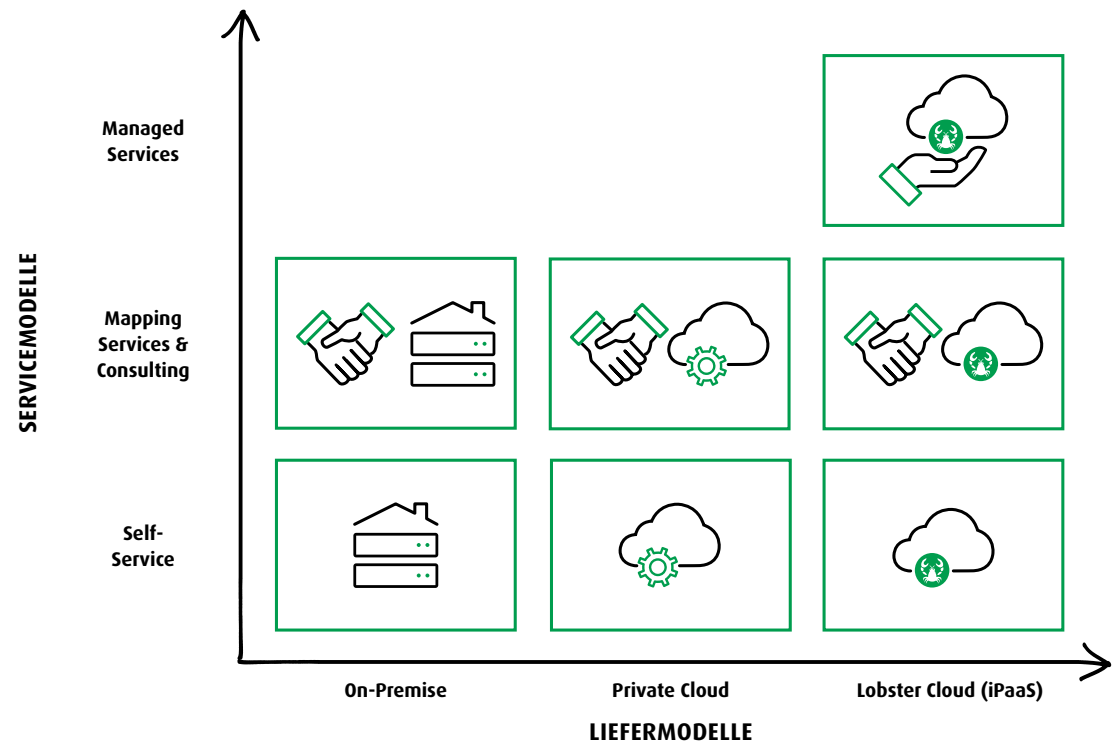 Managed
Services
SERVICEMODELLE
Mapping
Services &
Consulting
Self-
Service
On-Premise
Private Cloud
Lobster Cloud (iPaaS)
LIEFERMODELLE